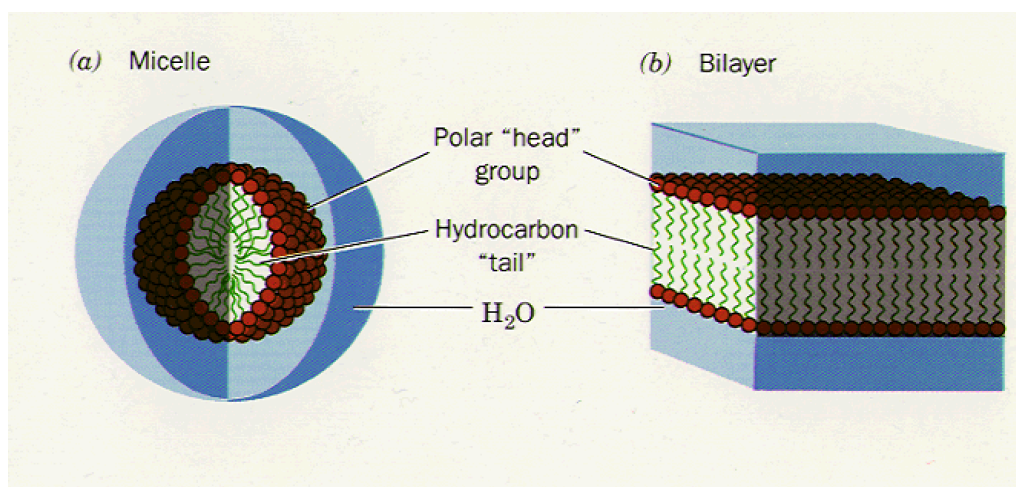 (a) Micelle
(b) Bilayer
Polar “head”
group
Hydrocarbon
“tail”
H₂O